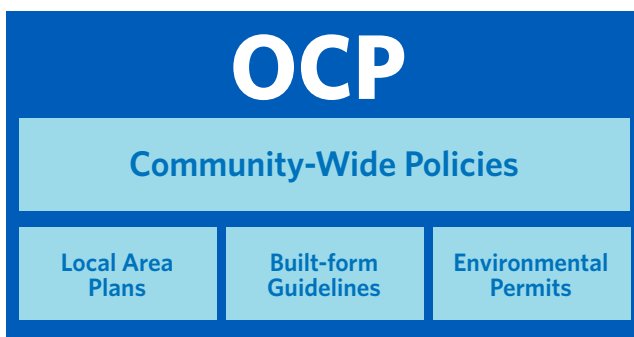 OCP
Community-Wide Policies
Local Area
Plans
Built-form
Guidelines
Environmental
Permits